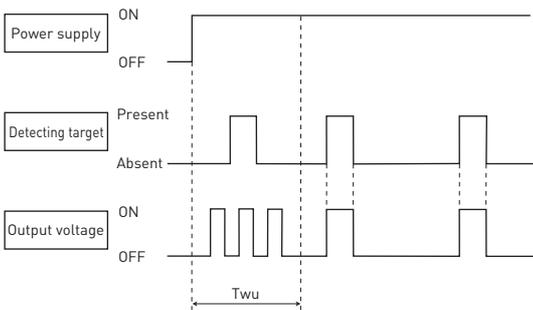 ON
Power supply
OFF
Present
Detecting target
Absent
ON
Output voltage
OFF
Twu